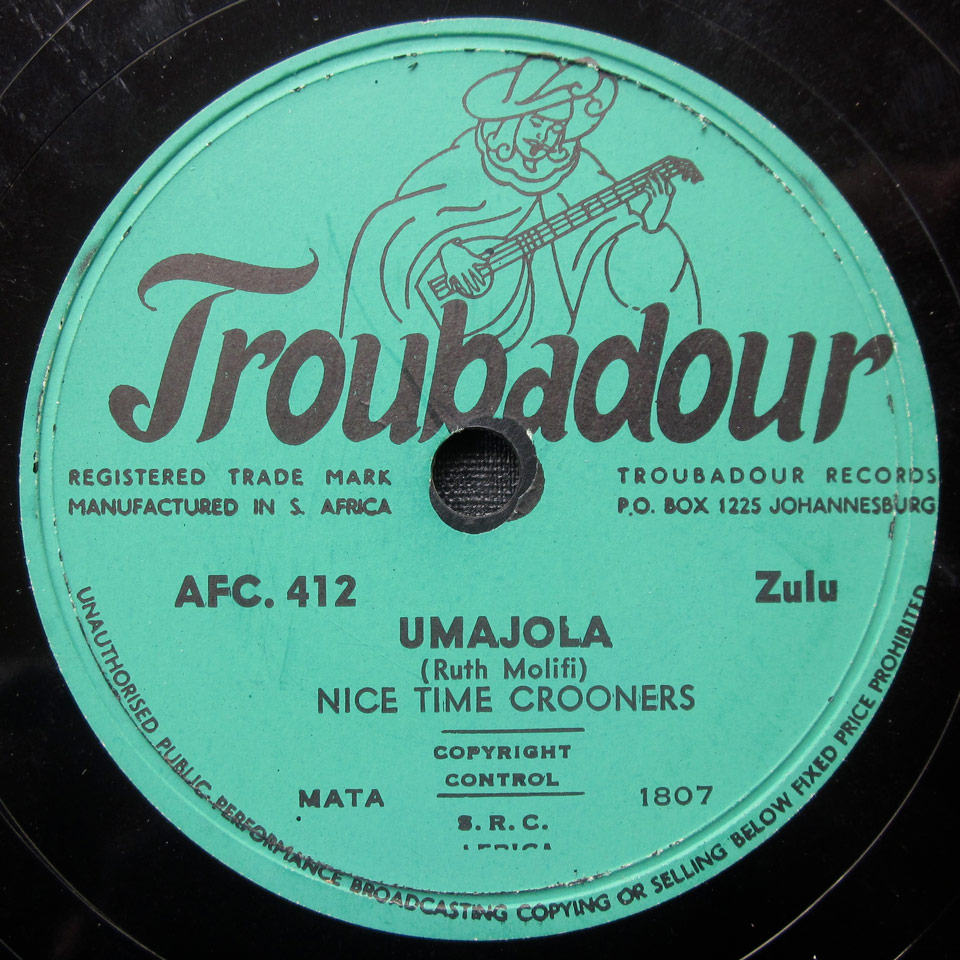 Troubadour
REGISTERED TRADE MARK
MANUFACTURED IN S. AFRICA
TROUBADOUR RECORDS
P.O. BOX 1225 JOHANNESBURG
AFC. 412
Zulu
UMAJOLA
(Ruth Molifi)
NICE TIME CROONERS
COPYRIGHT
CONTROL
MATA
1807
S. R. C.
UNAUTHORISED PUBLIC PERFORMANCE BROADCASTING COPYING OR SELLING BELOW FIXED PRICE PROHIBITED